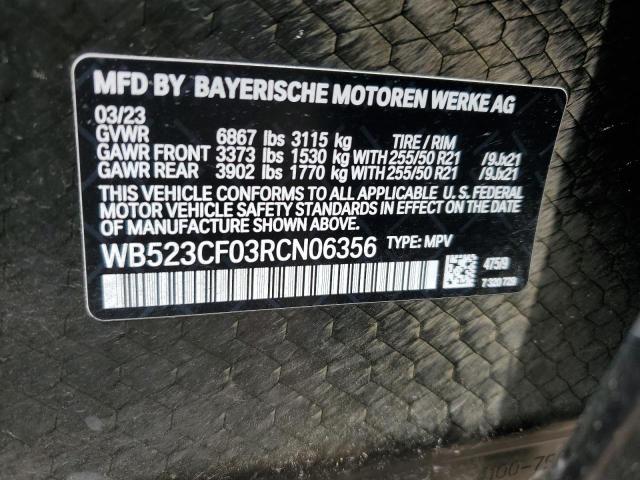 MFD BY BAYERISCHE MOTOREN WERKE AG
03/23
GVWR 6867 lbs 3115 kg TIRE / RIM
GAWR FRONT 3373 lbs 1530 kg WITH 255/50 R21 /9Jx21
GAWR REAR 3902 lbs 1770 kg WITH 255/50 R21 /9Jx21
THIS VEHICLE CONFORMS TO ALL APPLICABLE U. S. FEDERAL
MOTOR VEHICLE SAFETY STANDARDS IN EFFECT ON THE DATE
OF MANUFACTURE SHOWN ABOVE.
WB523CF03RCN06356 TYPE: MPV